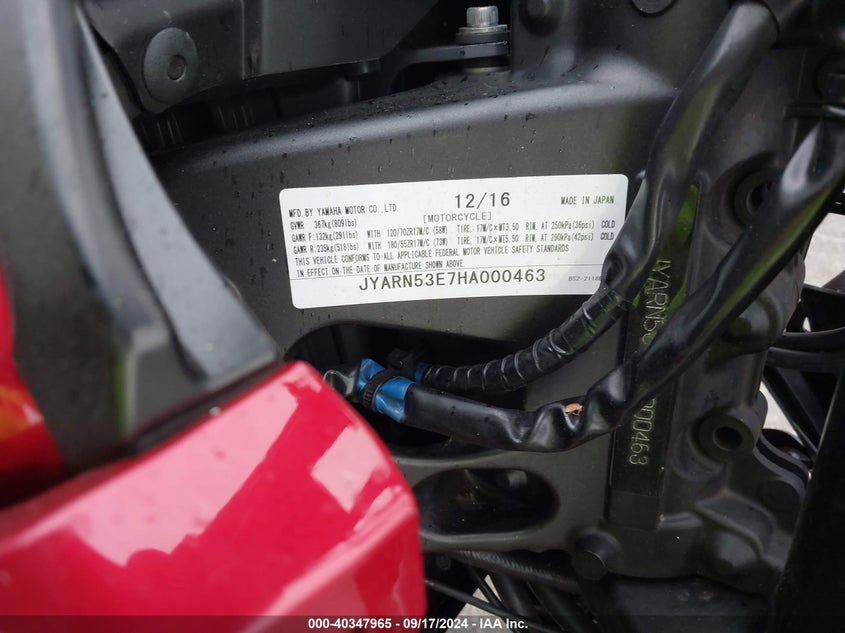 12/16
MFD. BY YAMAHA MOTOR CO., LTD. MADE IN JAPAN
[MOTORCYCLE]
GVWR 367kg(809lbs)
GAWR F:132kg(291lbs) WITH 120/70ZR17M/C (58W) TIRE, 17M/C×MT3.50 RIM, AT 250kPa(36psi) COLD
GAWR R:235kg(518lbs) WITH 180/55ZR17M/C (73W) TIRE, 17M/C×MT5.50 RIM, AT 290kPa(42psi) COLD
THIS VEHICLE CONFORMS TO ALL APPLICABLE FEDERAL MOTOR VEHICLE SAFETY STANDARDS
IN EFFECT ON THE DATE OF MANUFACTURE SHOWN ABOVE
JYARN53E7HA000463
JYARN5
000463
000-40347965 - 09/17/2024 - IAA Inc.